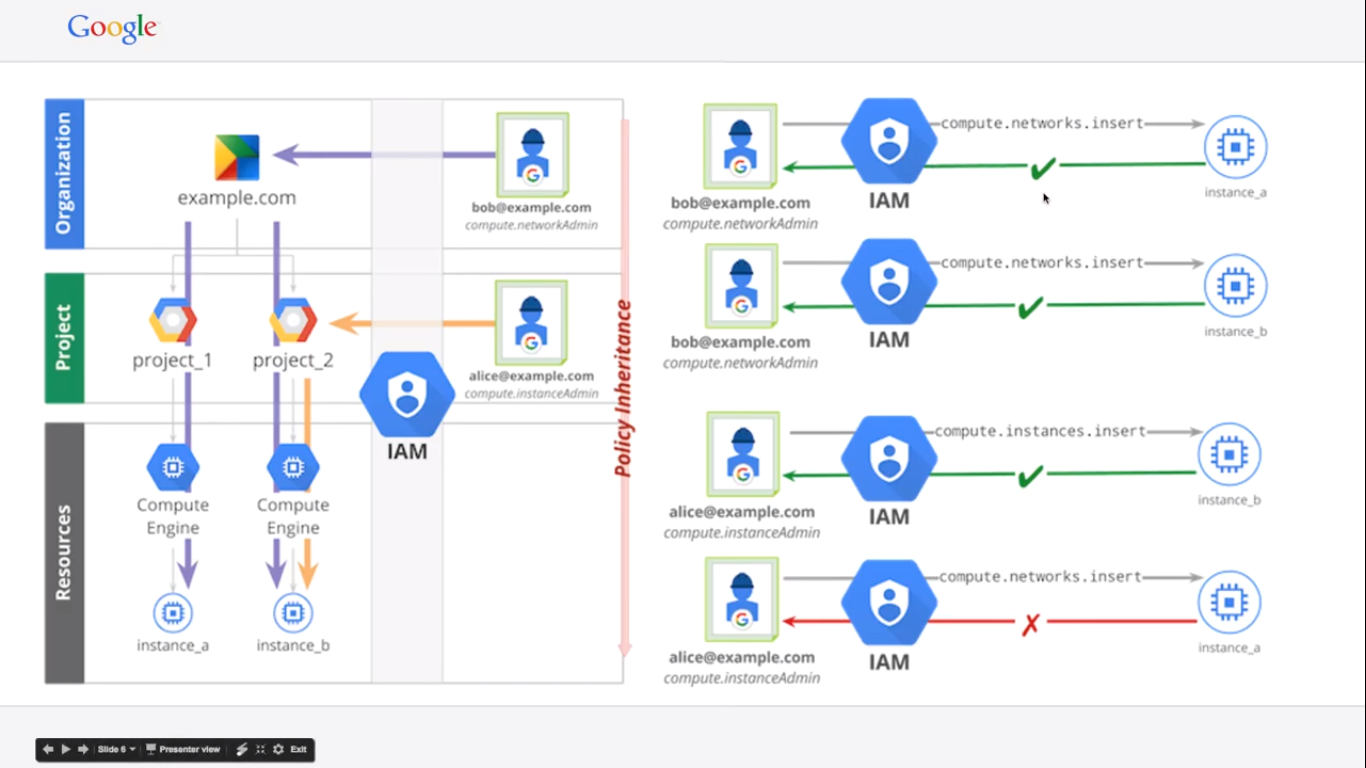 Google
Organization
example.com
bob@example.com
compute.networkAdmin
Project
project_1
project_2
alice@example.com
compute.instanceAdmin
IAM
Policy Inheritance
Resources
Compute
Engine
Compute
Engine
instance_a
instance_b
bob@example.com
compute.networkAdmin
IAM
compute.networks.insert
✔
instance_a
bob@example.com
compute.networkAdmin
IAM
compute.networks.insert
✔
instance_b
alice@example.com
compute.instanceAdmin
IAM
compute.instances.insert
✔
instance_b
alice@example.com
compute.instanceAdmin
IAM
compute.networks.insert
✗
instance_a
Slide 6 Presenter view Exit